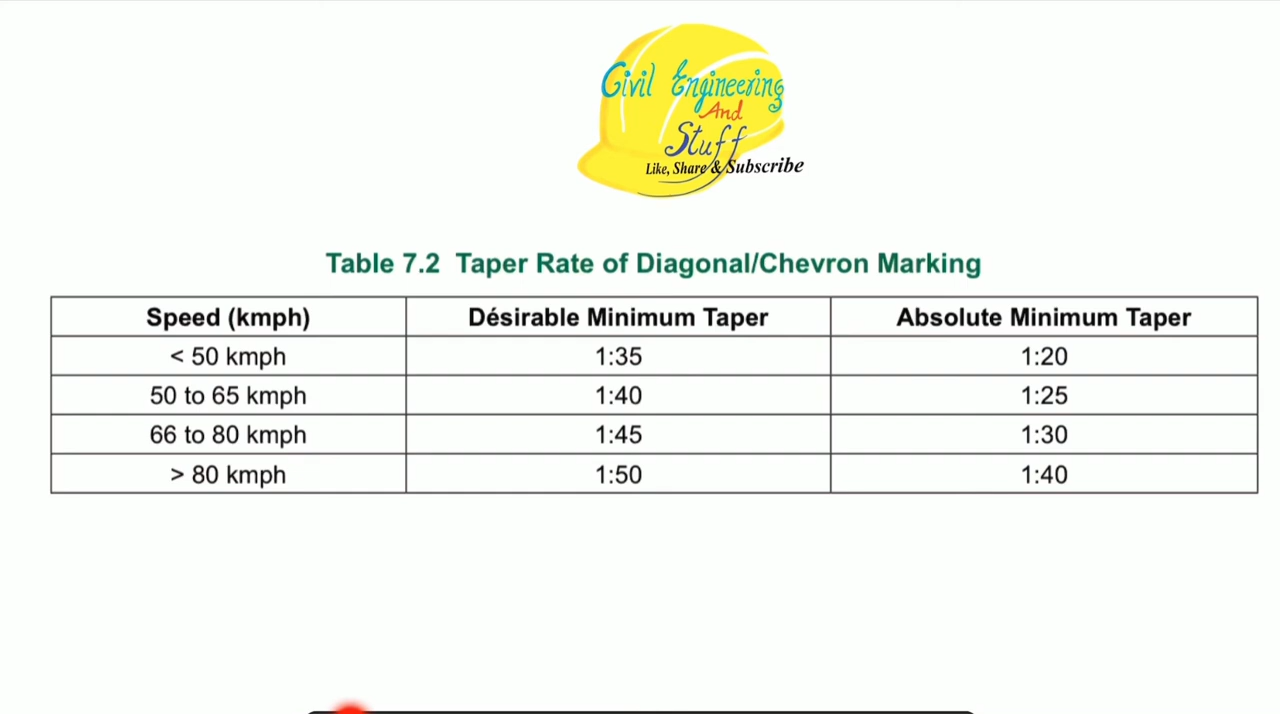 Civil Engineering
And
Stuff
Like, Share & Subscribe
Table 7.2 Taper Rate of Diagonal/Chevron Marking
Speed (kmph) Désirable Minimum Taper Absolute Minimum Taper
< 50 kmph 1:35 1:20
50 to 65 kmph 1:40 1:25
66 to 80 kmph 1:45 1:30
> 80 kmph 1:50 1:40